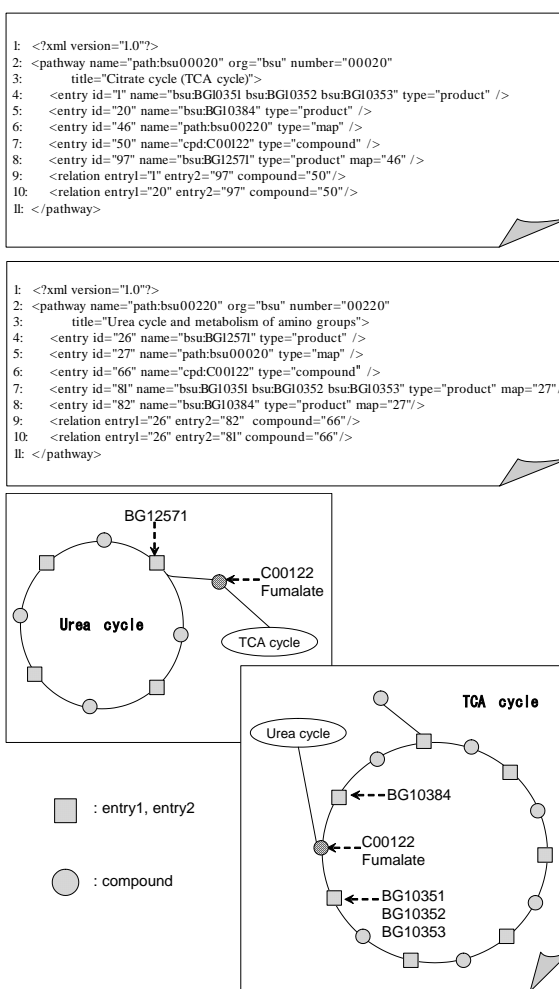 1: <?xml version="1.0"?>
2: <pathway name="path:bsu00020" org="bsu" number="00020"
3: title="Citrate cycle (TCA cycle)">
4: <entry id="1" name="bsu:BG10351 bsu:BG10352 bsu:BG10353" type="product" />
5: <entry id="20" name="bsu:BG10384" type="product" />
6: <entry id="46" name="path:bsu00220" type="map" />
7: <entry id="50" name="cpd:C00122" type="compound" />
8: <entry id="97" name="bsu:BG12571" type="product" map="46" />
9: <relation entry1="1" entry2="97" compound="50"/>
10: <relation entry1="20" entry2="97" compound="50"/>
11: </pathway>
1: <?xml version="1.0"?>
2: <pathway name="path:bsu00220" org="bsu" number="00220"
3: title="Urea cycle and metabolism of amino groups">
4: <entry id="26" name="bsu:BG12571" type="product" />
5: <entry id="27" name="path:bsu00020" type="map" />
6: <entry id="66" name="cpd:C00122" type="compound" />
7: <entry id="81" name="bsu:BG10351 bsu:BG10352 bsu:BG10353" type="product" map="27"/
8: <entry id="82" name="bsu:BG10384" type="product" map="27"/>
9: <relation entry1="26" entry2="82" compound="66"/>
10: <relation entry1="26" entry2="81" compound="66"/>
11: </pathway>
BG12571
C00122
Fumalate
Urea cycle
TCA cycle
TCA cycle
Urea cycle
BG10384
C00122
Fumalate
BG10351
BG10352
BG10353
: entry1, entry2
: compound